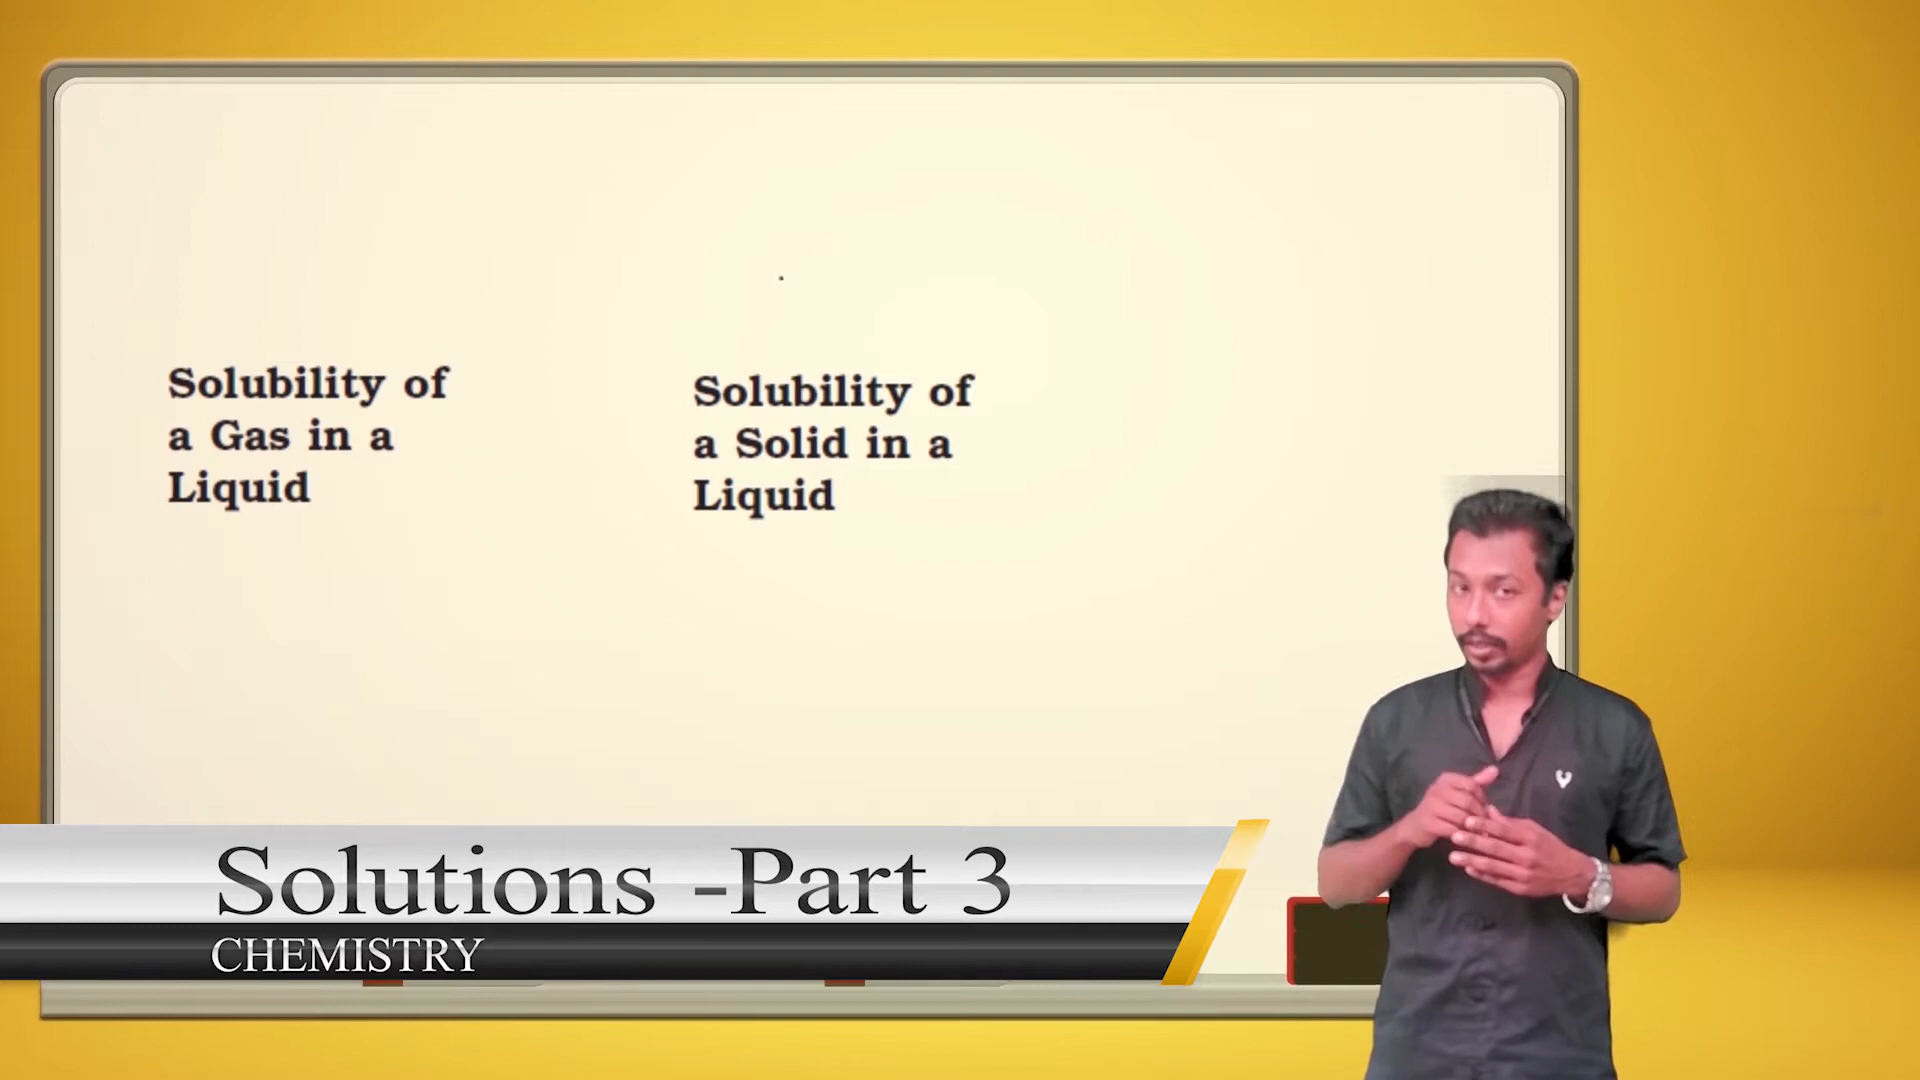 Solubility of
a Gas in a
Liquid
Solubility of
a Solid in a
Liquid
Solutions -Part 3
CHEMISTRY